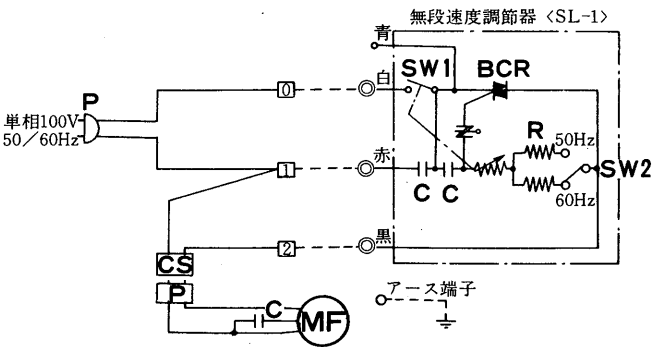 無段速度調節器〈SL-1〉
青
白
SW1
BCR
P
0
単相100V
50/60Hz
R
50Hz
赤
1
SW2
C
C
60Hz
黒
2
CS
P
アース端子
C
MF